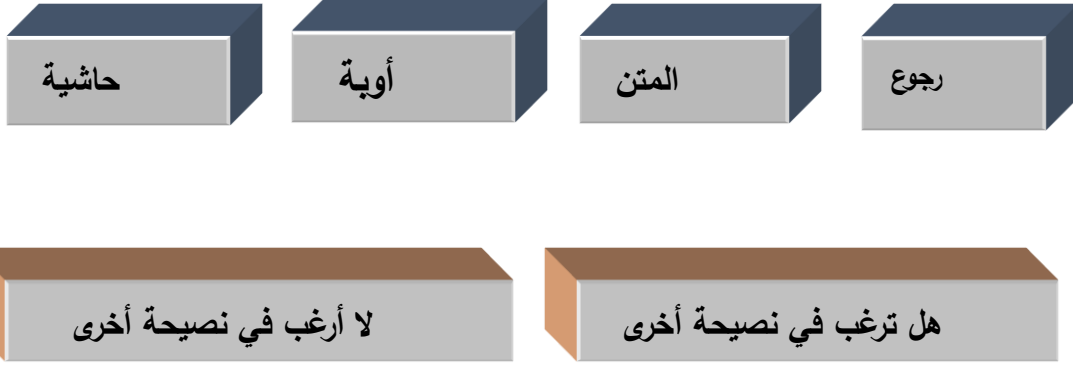 رجوع
المتن
أوبة
حاشية
هل ترغب في نصيحة أخرى
لا أرغب في نصيحة أخرى